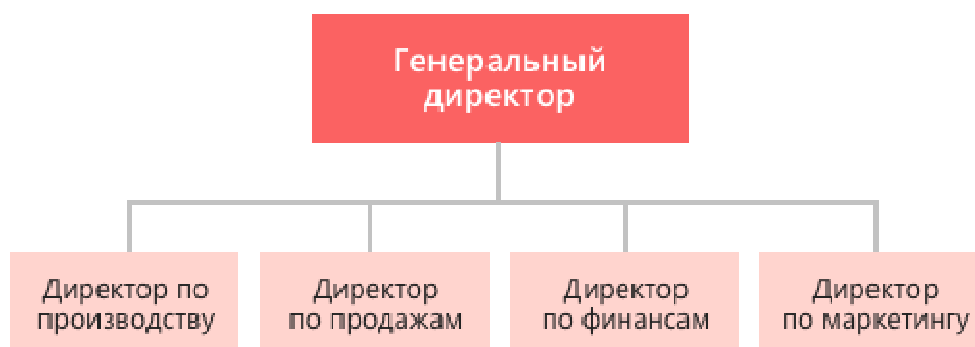 Генеральный
директор
Директор по
производству
Директор
по продажам
Директор
по финансам
Директор
по маркетингу